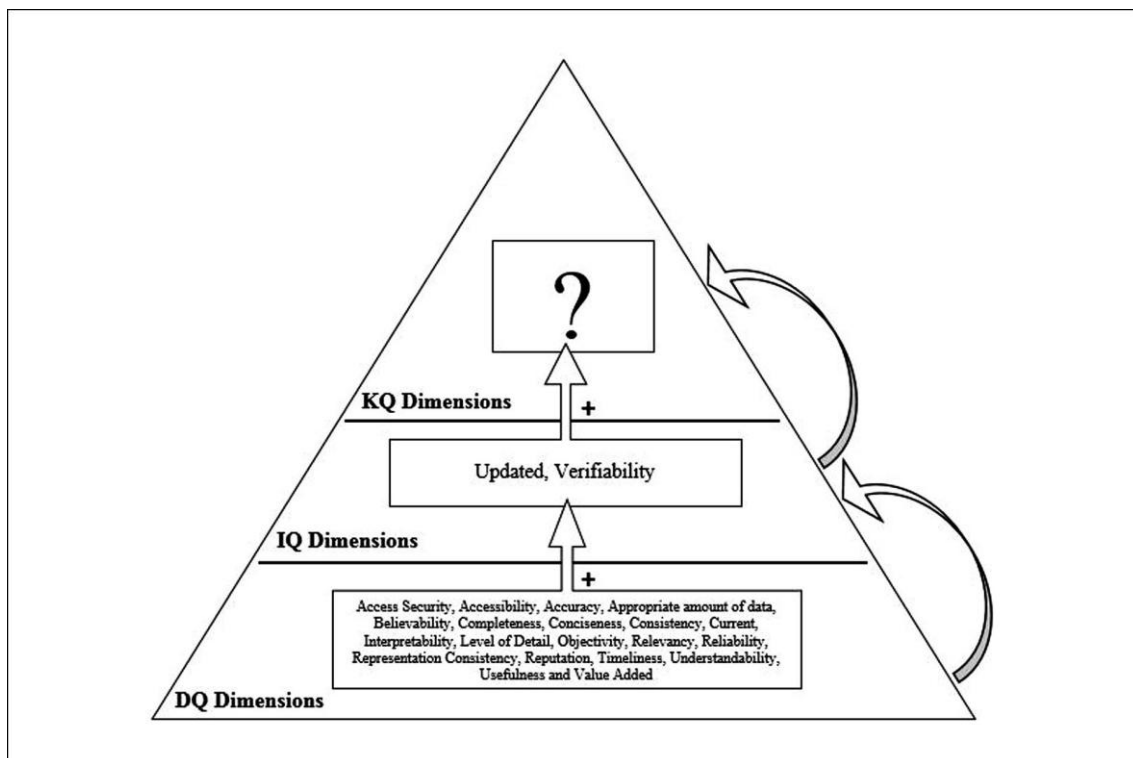 ?
KQ Dimensions
+
Updated, Verifiability
IQ Dimensions
+
Access Security, Accessibility, Accuracy, Appropriate amount of data,
Believability, Completeness, Conciseness, Consistency, Current,
Interpretability, Level of Detail, Objectivity, Relevancy, Reliability,
Representation Consistency, Reputation, Timeliness, Understandability,
Usefulness and Value Added
DQ Dimensions